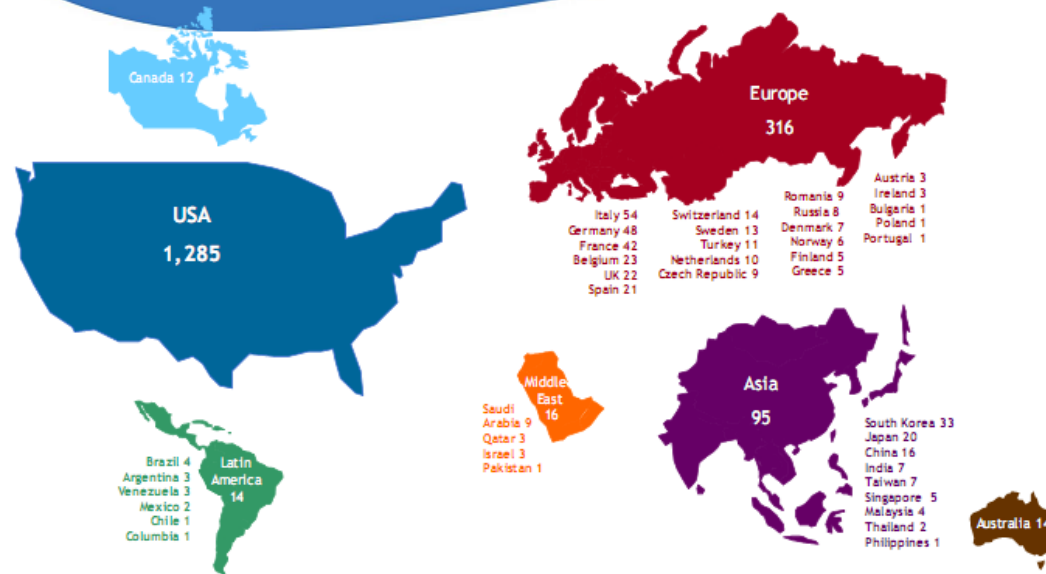 Canada 12
USA
1,285
Europe
316
Italy 54
Germany 48
France 42
Belgium 23
UK 22
Spain 21
Switzerland 14
Sweden 13
Turkey 11
Netherlands 10
Czech Republic 9
Romania 9
Russia 8
Denmark 7
Norway 6
Finland 5
Greece 5
Austria 3
Ireland 3
Bulgaria 1
Poland 1
Portugal 1
Latin
America
14
Brazil 4
Argentina 3
Venezuela 3
Mexico 2
Chile 1
Columbia 1
Middle
East
16
Saudi
Arabia 9
Qatar 3
Israel 3
Pakistan 1
Asia
95
South Korea 33
Japan 20
China 16
India 7
Taiwan 7
Singapore 5
Malaysia 4
Thailand 2
Philippines 1
Australia 14